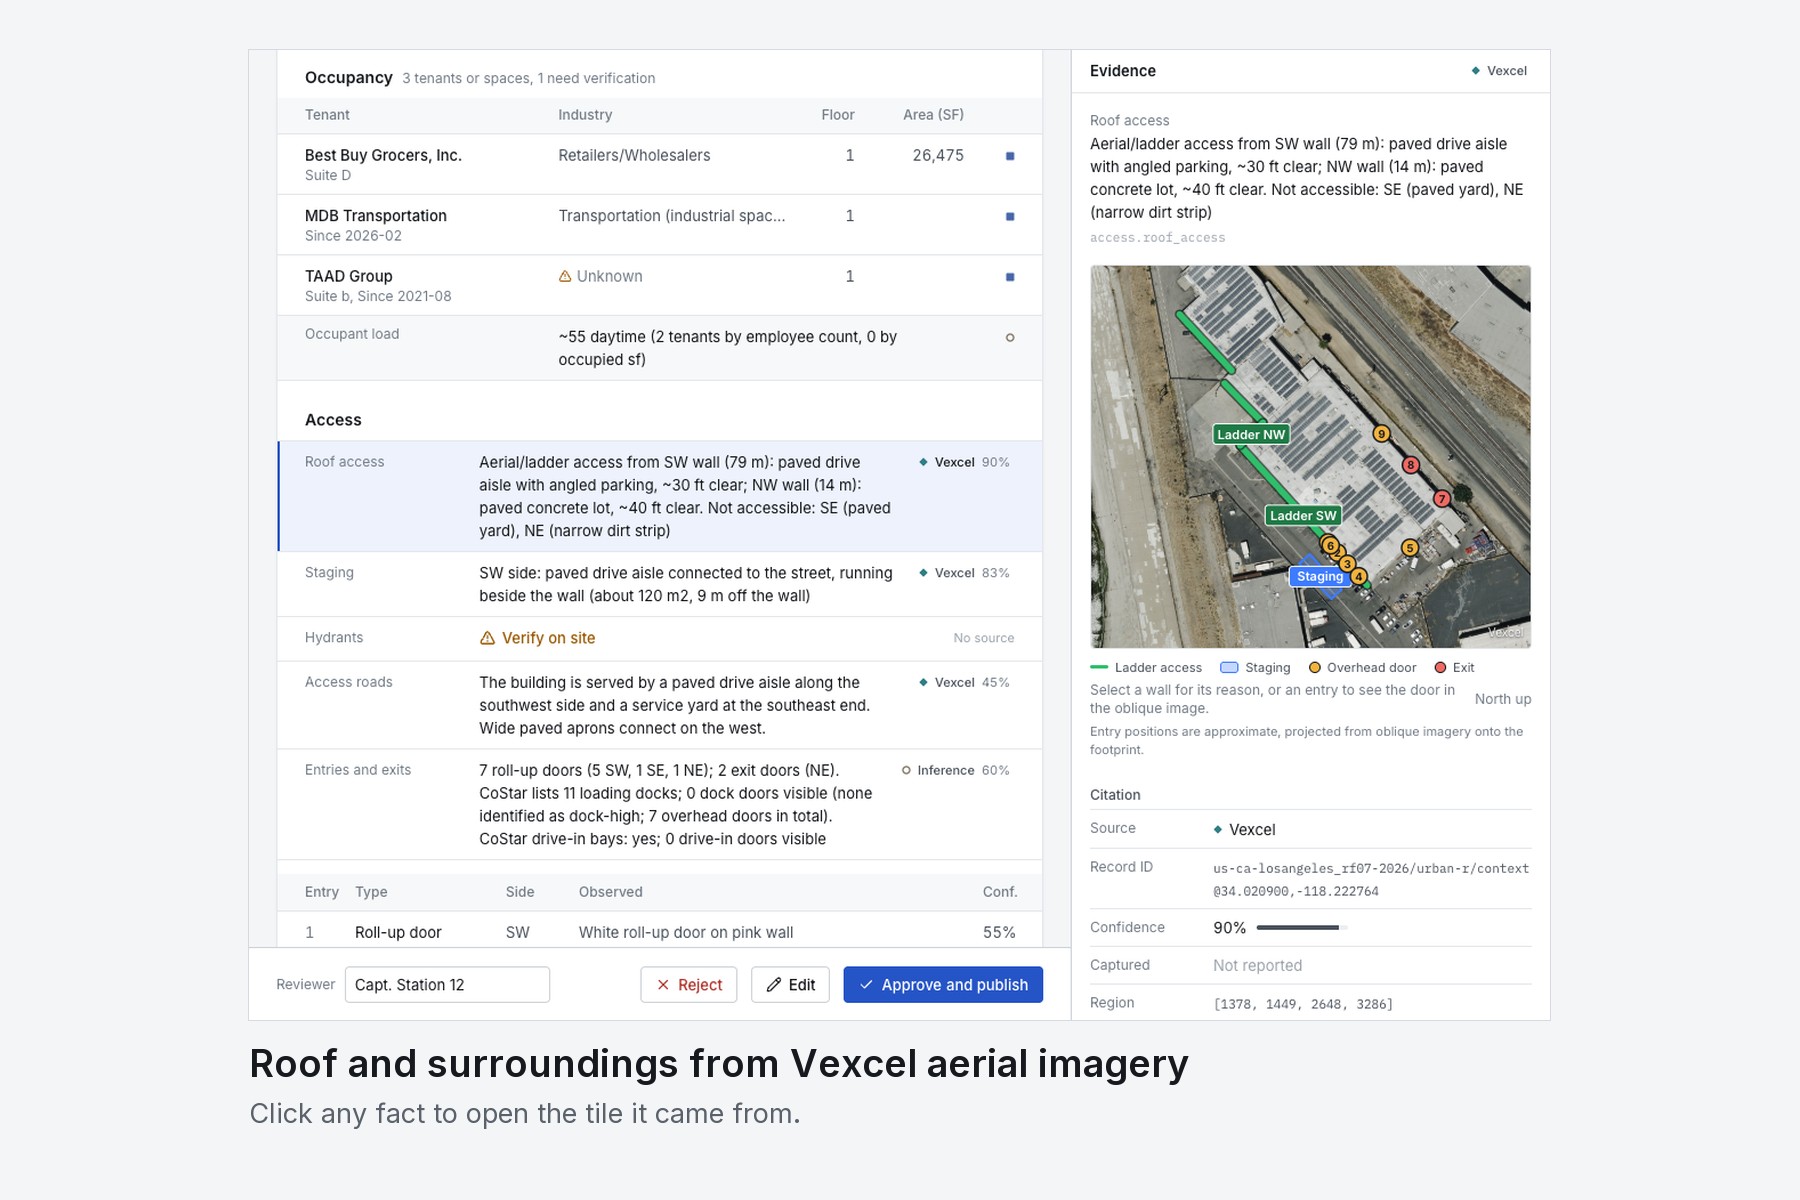 Occupancy 3 tenants or spaces, 1 need verification
Tenant Industry Floor Area (SF)
Best Buy Grocers, Inc. Retailers/Wholesalers 1 26,475
Suite D
MDB Transportation Transportation (industrial spac... 1
Since 2026-02
TAAD Group Unknown 1
Suite b, Since 2021-08
Occupant load ~55 daytime (2 tenants by employee count, 0 by
occupied sf)
Access
Roof access Aerial/ladder access from SW wall (79 m): paved drive Vexcel 90%
aisle with angled parking, ~30 ft clear; NW wall (14 m):
paved concrete lot, ~40 ft clear. Not accessible: SE (paved
yard), NE (narrow dirt strip)
Staging SW side: paved drive aisle connected to the street, running Vexcel 83%
beside the wall (about 120 m2, 9 m off the wall)
Hydrants Verify on site No source
Access roads The building is served by a paved drive aisle along the Vexcel 45%
southwest side and a service yard at the southeast end.
Wide paved aprons connect on the west.
Entries and exits 7 roll-up doors (5 SW, 1 SE, 1 NE); 2 exit doors (NE). Inference 60%
CoStar lists 11 loading docks; 0 dock doors visible (none
identified as dock-high; 7 overhead doors in total).
CoStar drive-in bays: yes; 0 drive-in doors visible
Entry Type Side Observed Conf.
1 Roll-up door SW White roll-up door on pink wall 55%
Reviewer Capt. Station 12 Reject Edit Approve and publish
Evidence Vexcel
Roof access
Aerial/ladder access from SW wall (79 m): paved drive aisle
with angled parking, ~30 ft clear; NW wall (14 m): paved
concrete lot, ~40 ft clear. Not accessible: SE (paved yard), NE
(narrow dirt strip)
access.roof_access
9
Ladder NW
8
7
Ladder SW
6
5
2
3
Staging 4
Vexcel
Ladder access Staging Overhead door Exit
Select a wall for its reason, or an entry to see the door in
the oblique image.
North up
Entry positions are approximate, projected from oblique imagery onto the
footprint.
Citation
Source Vexcel
Record ID us-ca-losangeles_rf07-2026/urban-r/context
@34.020900,-118.222764
Confidence 90%
Captured Not reported
Region [1378, 1449, 2648, 3286]
Roof and surroundings from Vexcel aerial imagery
Click any fact to open the tile it came from.